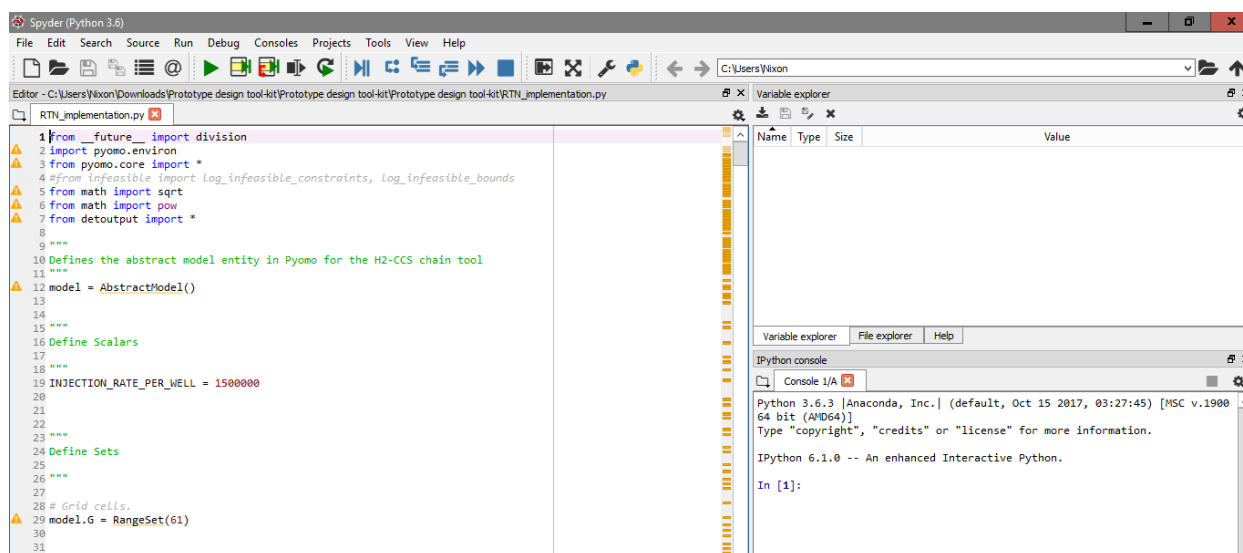 Spyder (Python 3.6)
File Edit Search Source Run Debug Consoles Projects Tools View Help
C:\Users\Nixon
Editor - C:\Users\Nixon\Downloads\Prototype design tool-kit\Prototype design tool-kit\Prototype design tool-kit\RTN_implementation.py
RTN_implementation.py
1 from __future__ import division
2 import pyomo.environ
3 from pyomo.core import *
4 #from infeasible import log_infeasible_constraints, log_infeasible_bounds
5 from math import sqrt
6 from math import pow
7 from detoutput import *
8
9 """
10 Defines the abstract model entity in Pyomo for the H2-CCS chain tool
11 """
12 model = AbstractModel()
13
14
15 """
16 Define Scalars
17
18 """
19 INJECTION_RATE_PER_WELL = 1500000
20
21
22
23 """
24 Define Sets
25
26 """
27
28 # Grid cells.
29 model.G = RangeSet(61)
30
31
Variable explorer
Name Type Size Value
Variable explorer File explorer Help
IPython console
Console 1/A
Python 3.6.3 |Anaconda, Inc.| (default, Oct 15 2017, 03:27:45) [MSC v.1900
64 bit (AMD64)]
Type "copyright", "credits" or "license" for more information.
IPython 6.1.0 -- An enhanced Interactive Python.
In [1]: